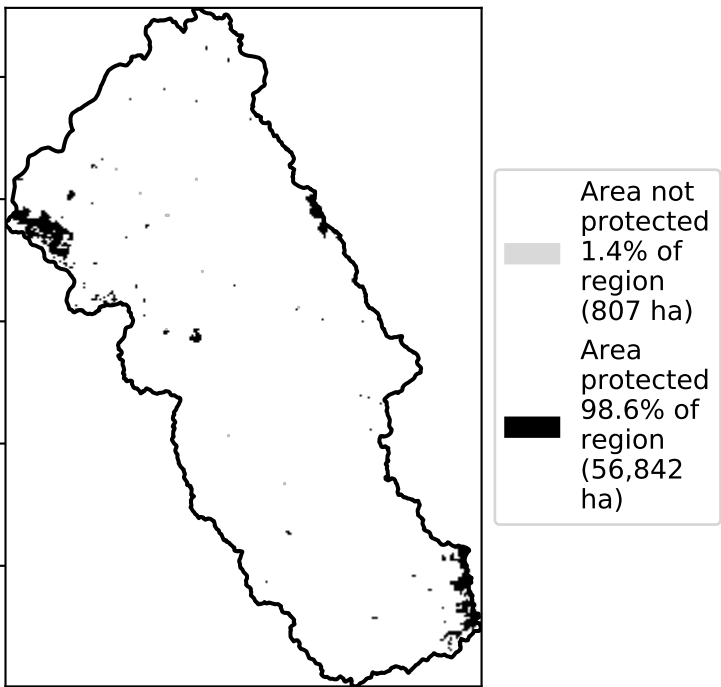 Area not
protected
1.4% of
region
(807 ha)
Area
protected
98.6% of
region
(56,842
ha)